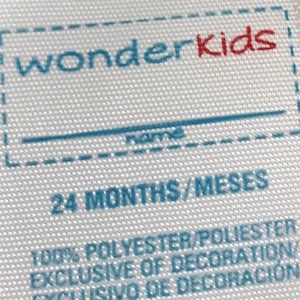 wonderkids
name
24 MONTHS/MESES
100% POLYESTER/POLIESTER
EXCLUSIVE OF DECORATION
EXCLUSIVO DE DECORACIÓN